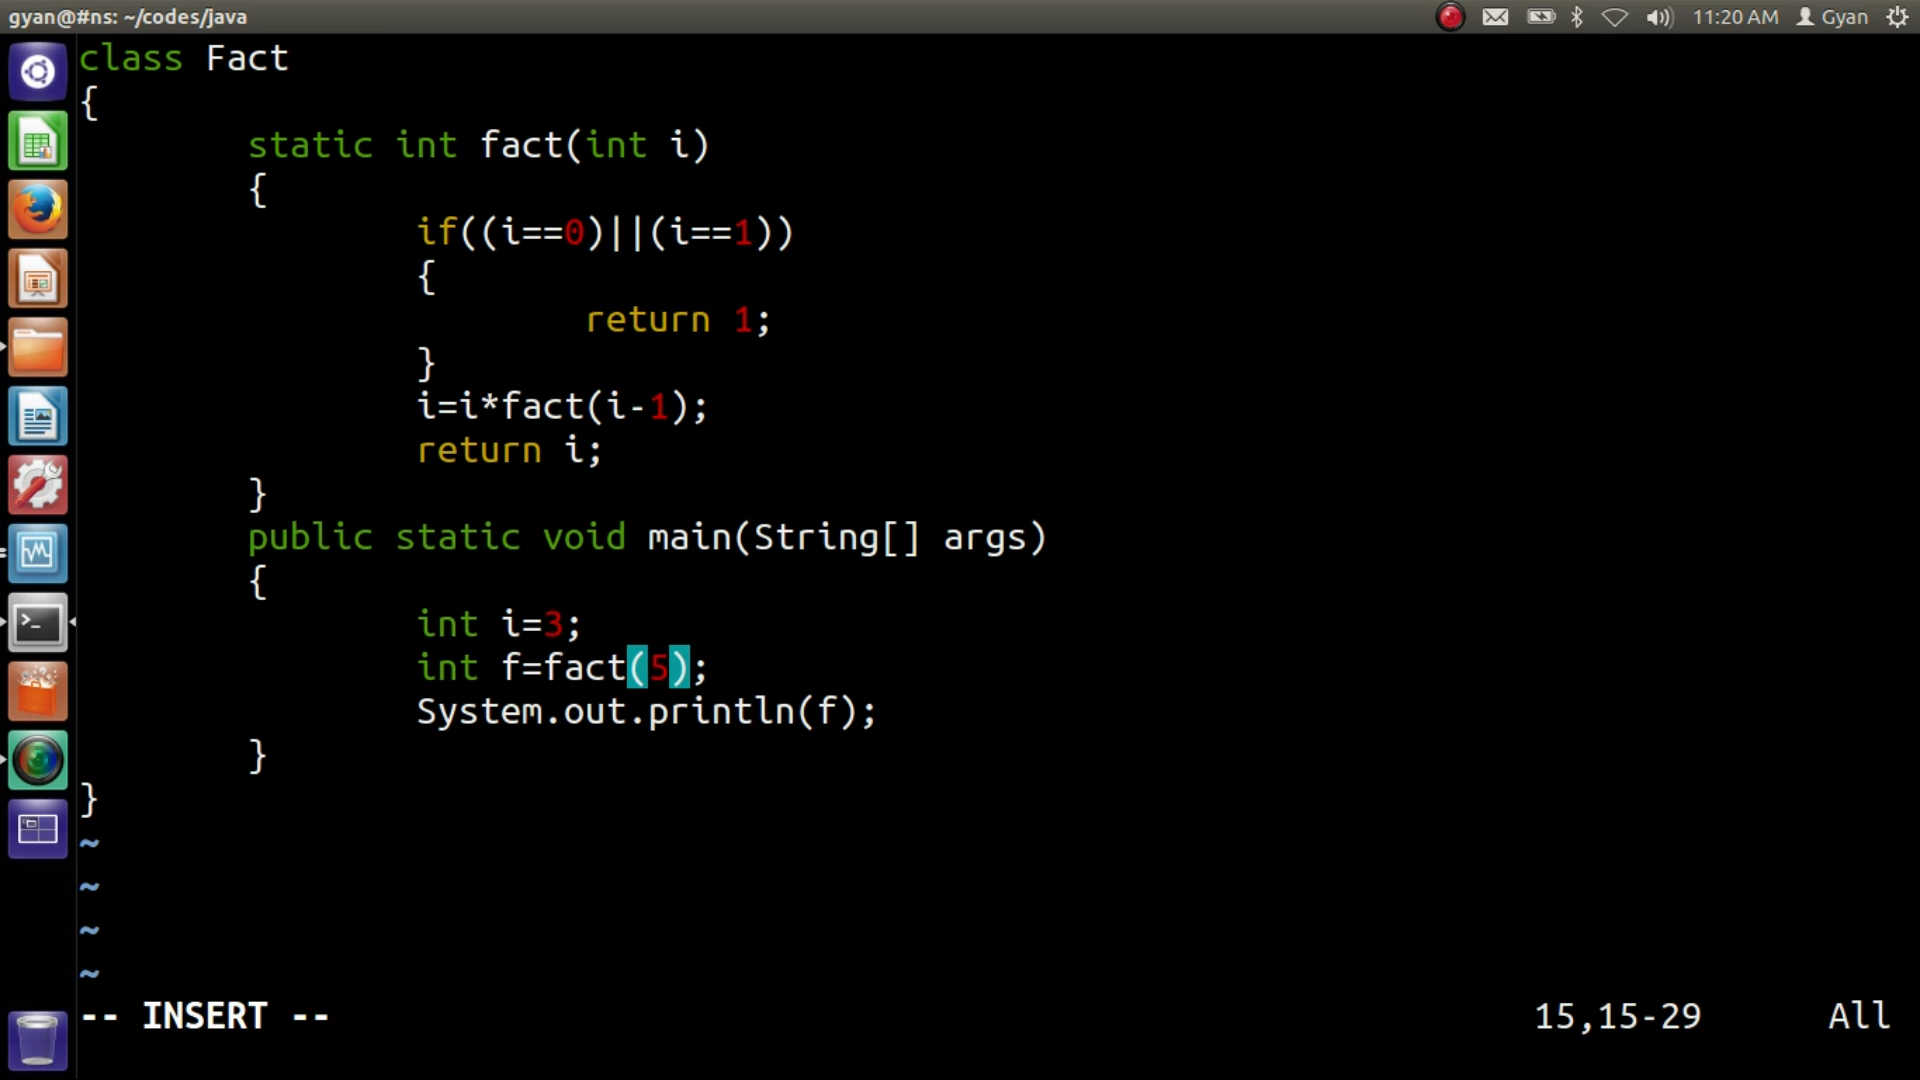 gyan@#ns: ~/codes/java 11:20 AM Gyan
class Fact
{
static int fact(int i)
{
if((i==0)||(i==1))
{
return 1;
}
i=i*fact(i-1);
return i;
}
public static void main(String[] args)
{
int i=3;
int f=fact(5);
System.out.println(f);
}
}
~
~
~
~
-- INSERT -- 15,15-29 All